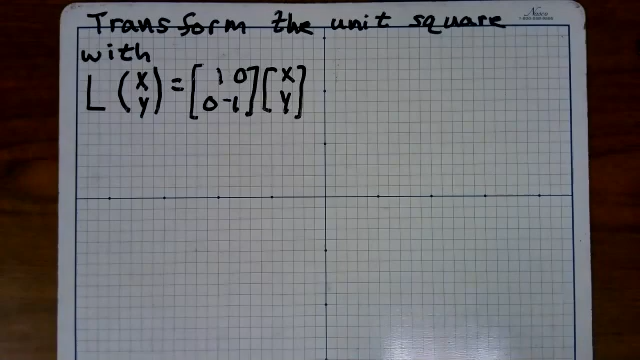 Transform the unit square
with
L (x y) = [1 0 0 -1] [x y]